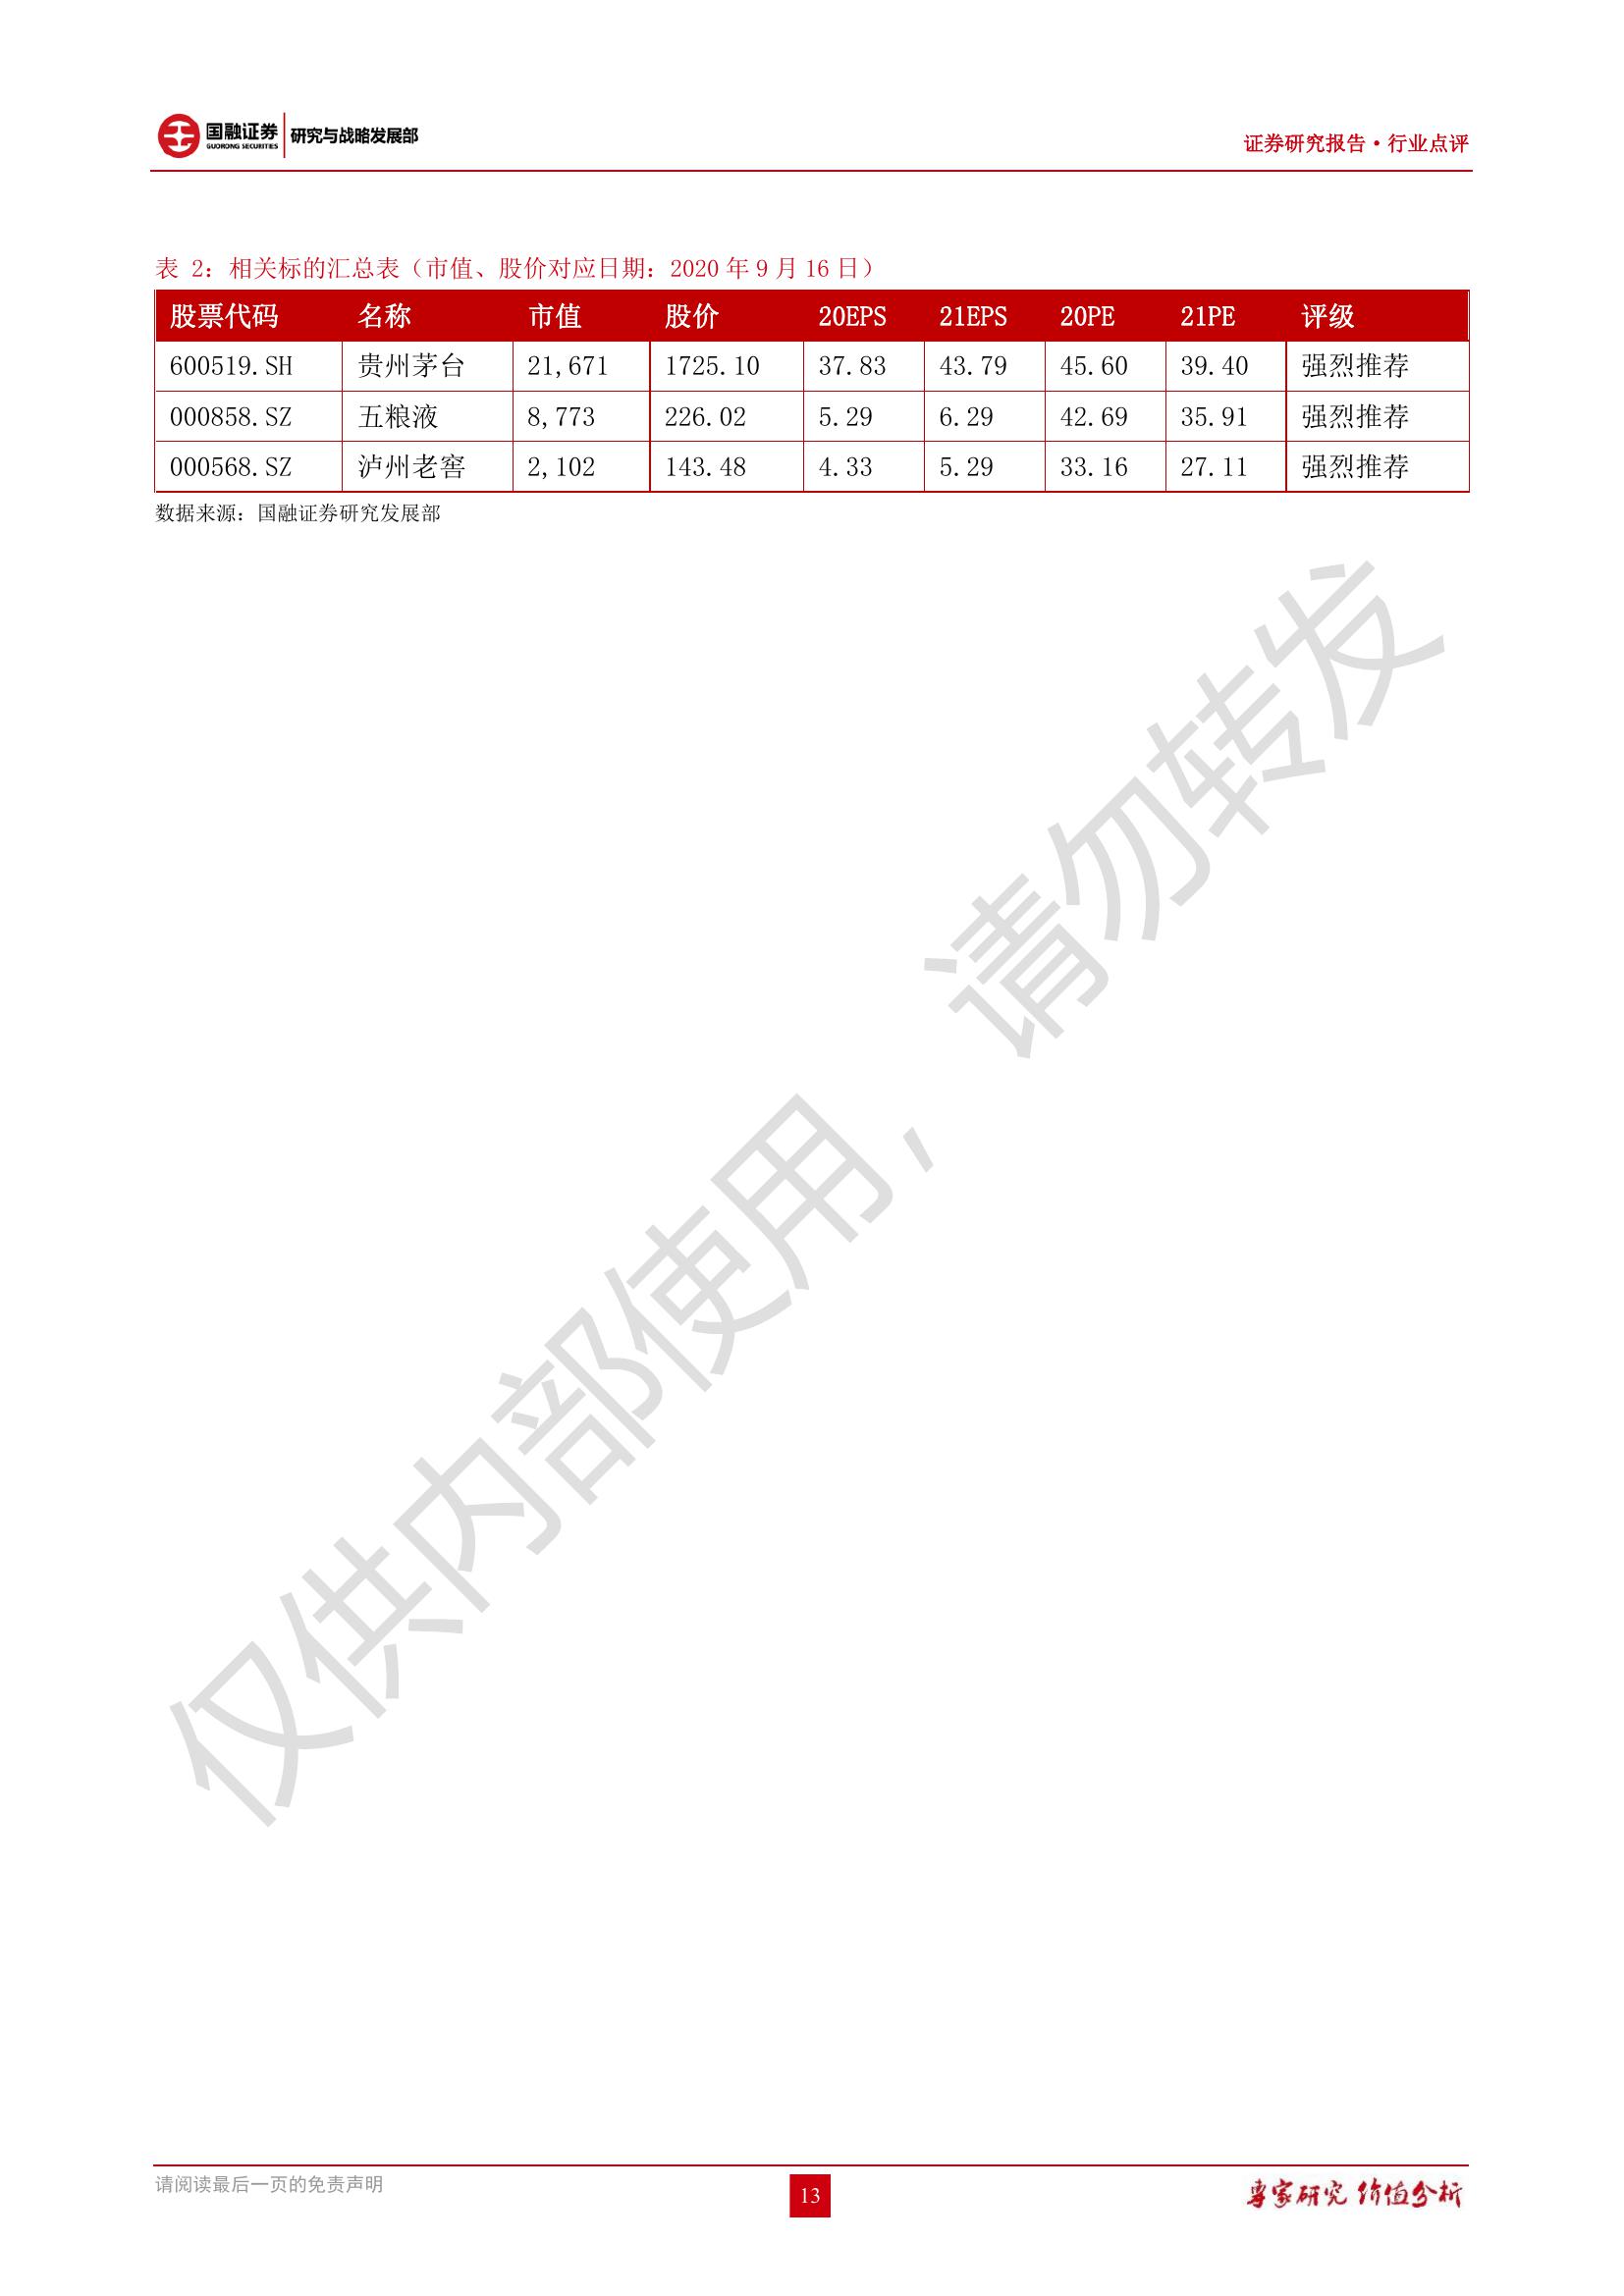 国融证券 研究与战略发展部
GUORONG SECURITIES
证券研究报告·行业点评
表 2：相关标的汇总表（市值、股价对应日期：2020 年 9 月 16 日）
股票代码 名称 市值 股价 20EPS 21EPS 20PE 21PE 评级
600519.SH 贵州茅台 21,671 1725.10 37.83 43.79 45.60 39.40 强烈推荐
000858.SZ 五粮液 8,773 226.02 5.29 6.29 42.69 35.91 强烈推荐
000568.SZ 泸州老窖 2,102 143.48 4.33 5.29 33.16 27.11 强烈推荐
数据来源：国融证券研究发展部
仅供内部使用，请勿转发
请阅读最后一页的免责声明
13
专家研究 价值分析